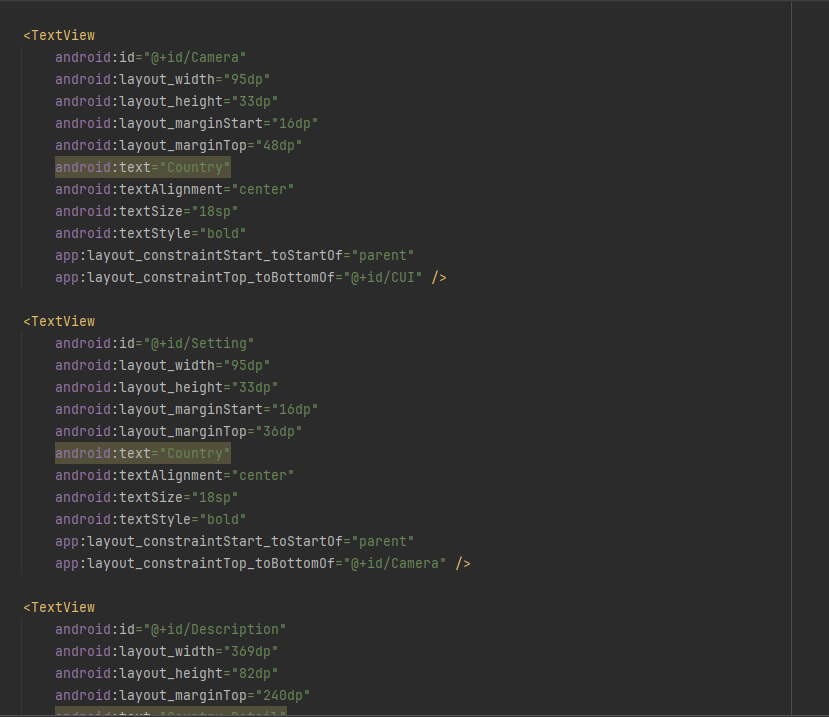 <TextView
android:id="@+id/Camera"
android:layout_width="95dp"
android:layout_height="33dp"
android:layout_marginStart="16dp"
android:layout_marginTop="48dp"
android:text="Country"
android:textAlignment="center"
android:textSize="18sp"
android:textStyle="bold"
app:layout_constraintStart_toStartOf="parent"
app:layout_constraintTop_toBottomOf="@+id/CUI" />
<TextView
android:id="@+id/Setting"
android:layout_width="95dp"
android:layout_height="33dp"
android:layout_marginStart="16dp"
android:layout_marginTop="36dp"
android:text="Country"
android:textAlignment="center"
android:textSize="18sp"
android:textStyle="bold"
app:layout_constraintStart_toStartOf="parent"
app:layout_constraintTop_toBottomOf="@+id/Camera" />
<TextView
android:id="@+id/Description"
android:layout_width="369dp"
android:layout_height="82dp"
android:layout_marginTop="240dp"
android:text="Country Detail"